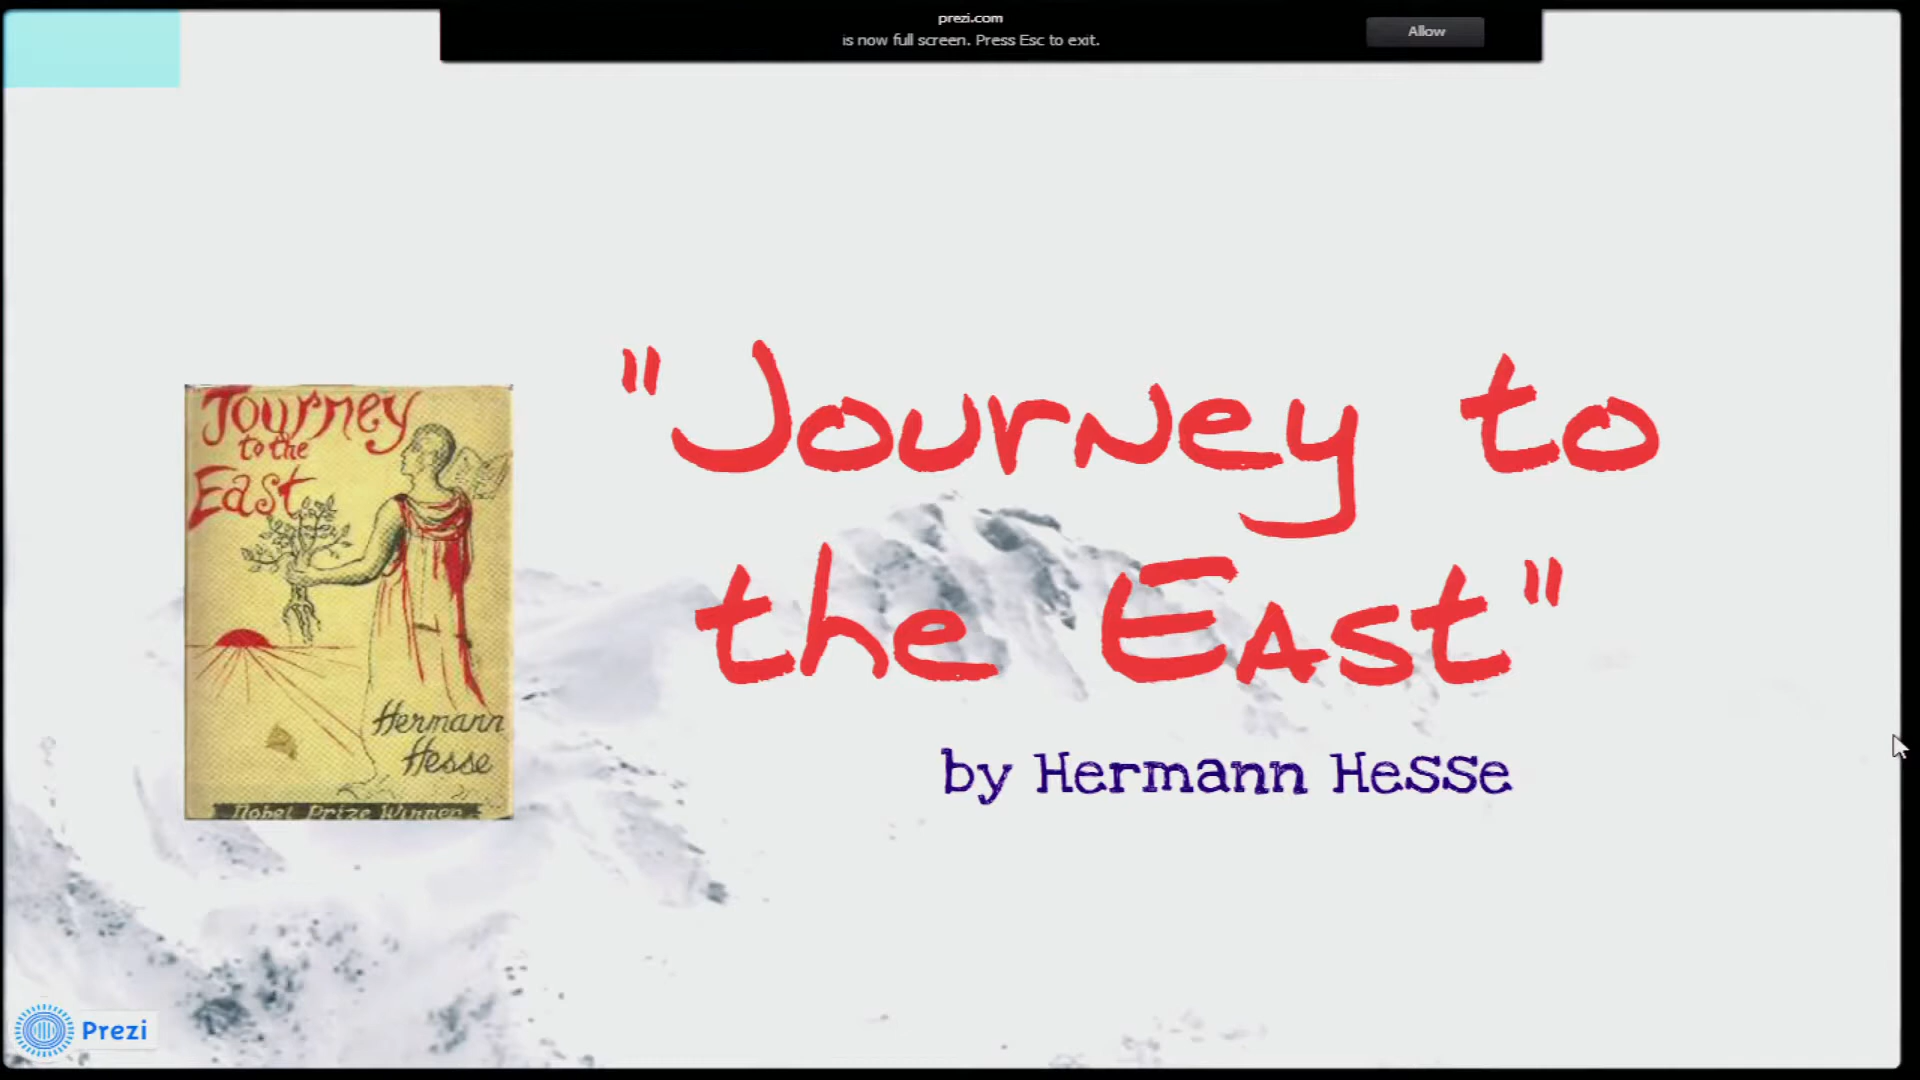 prezi.com
is now full screen. Press Esc to exit.
Allow
Journey
to the
East
Hermann
Hesse
Nobel Prize Winner
"Journey to
the East"
by Hermann Hesse
Prezi